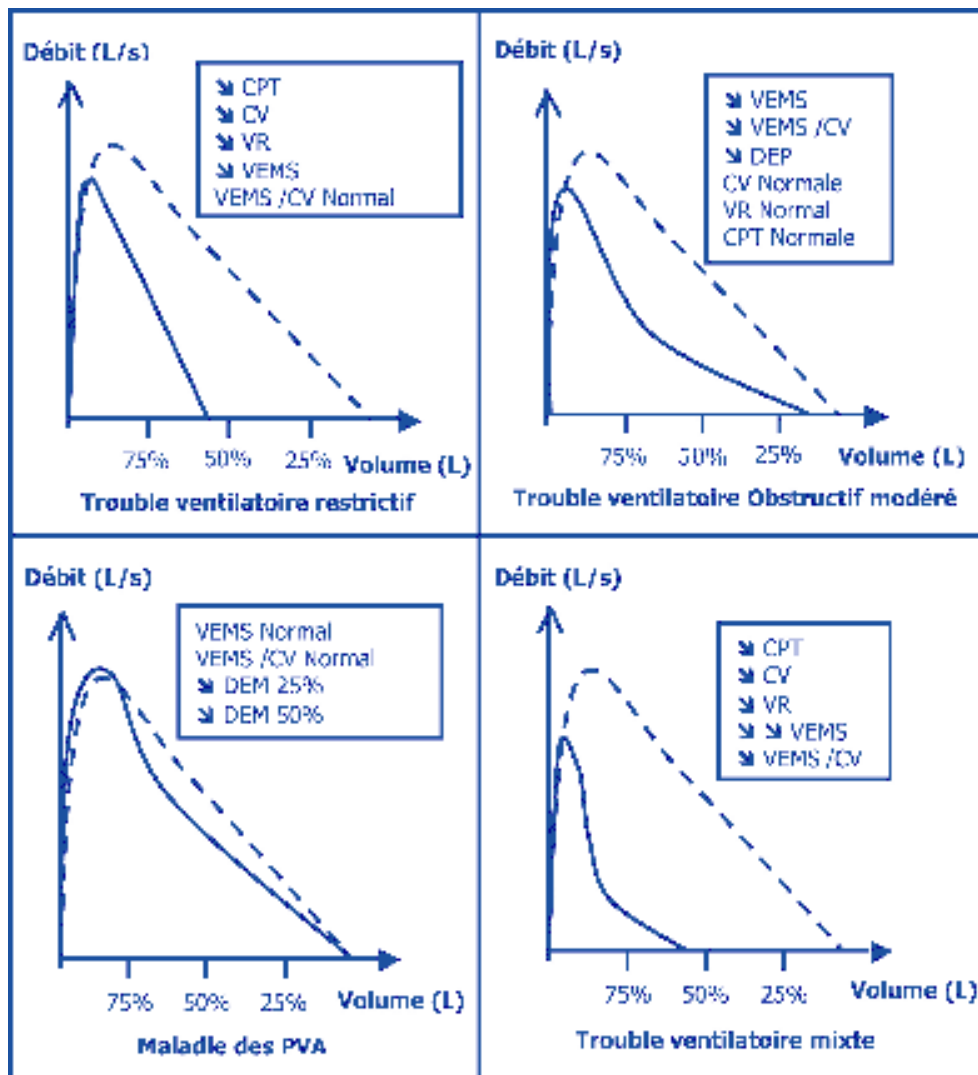 Débit (L/s)
↘ CPT
↘ CV
↘ VR
↘ VEMS
VEMS /CV Normal
75% 50% 25% Volume (L)
Trouble ventilatoire restrictif
Débit (L/s)
↘ VEMS
↘ VEMS /CV
↘ DEP
CV Normale
VR Normal
CPT Normale
75% 50% 25% Volume (L)
Trouble ventilatoire Obstructif modéré
Débit (L/s)
VEMS Normal
VEMS /CV Normal
↘ DEM 25%
↘ DEM 50%
75% 50% 25% Volume (L)
Maladie des PVA
Débit (L/s)
↘ CPT
↘ CV
↘ VR
↘ ↘ VEMS
↘ VEMS /CV
75% 50% 25% Volume (L)
Trouble ventilatoire mixte